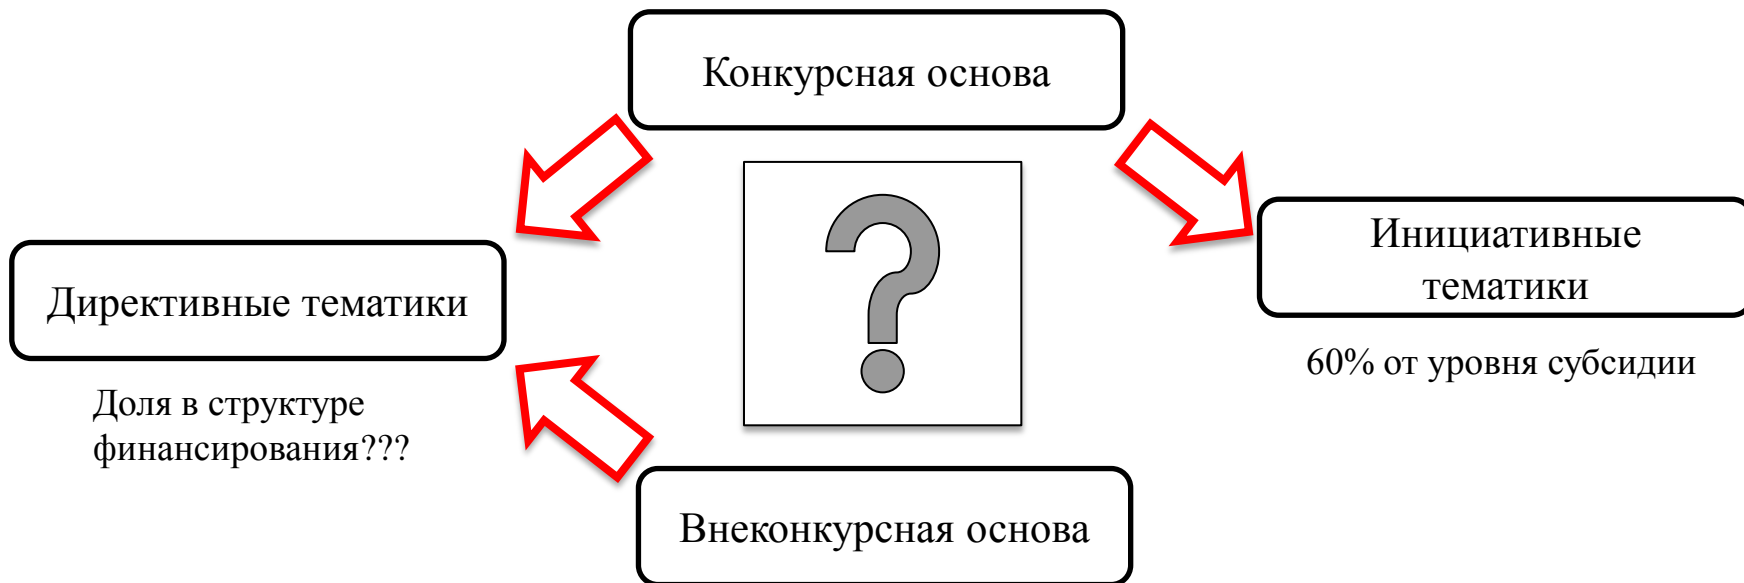 Конкурсная основа
Директивные тематики
Доля в структуре
финансирования???
?
Инициативные
тематики
60% от уровня субсидии
Внеконкурсная основа